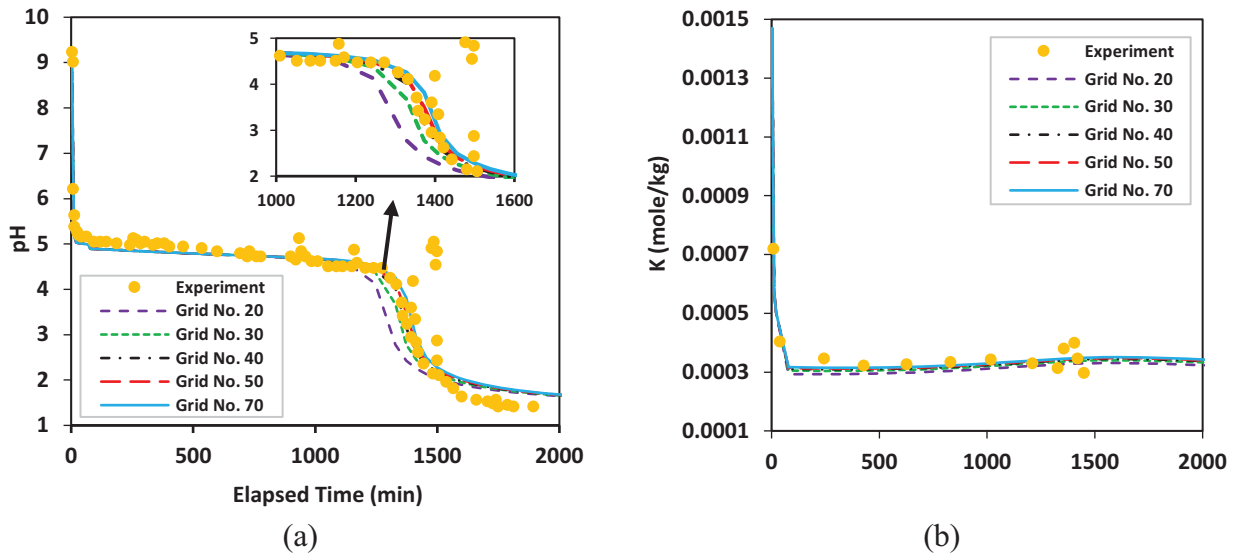 10
9
8
7
6
5
4
3
2
1
pH
0
500
1000
1500
2000
Elapsed Time (min)
5
4
3
2
1000
1200
1400
1600
Experiment
Grid No. 20
Grid No. 30
Grid No. 40
Grid No. 50
Grid No. 70
(a)
0.0015
0.0013
0.0011
0.0009
0.0007
0.0005
0.0003
0.0001
K (mole/kg)
0
500
1000
1500
2000
Experiment
Grid No. 20
Grid No. 30
Grid No. 40
Grid No. 50
Grid No. 70
(b)